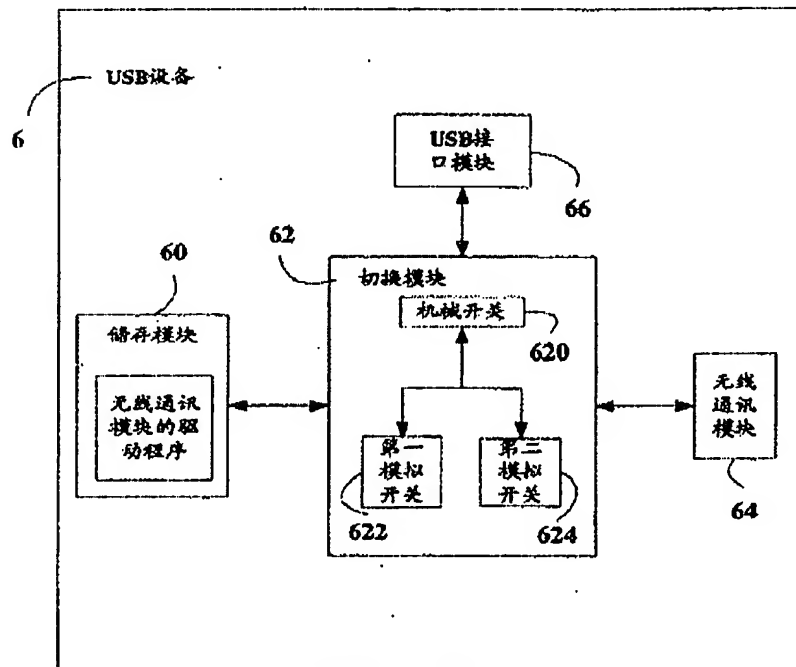 USB设备
6
USB接
口模块
66
62
切换模块
60
机械开关
620
储存模块
无线通讯
模块的驱
动程序
无线
通讯
模块
64
第一
模拟
开关
622
第二
模拟
开关
624